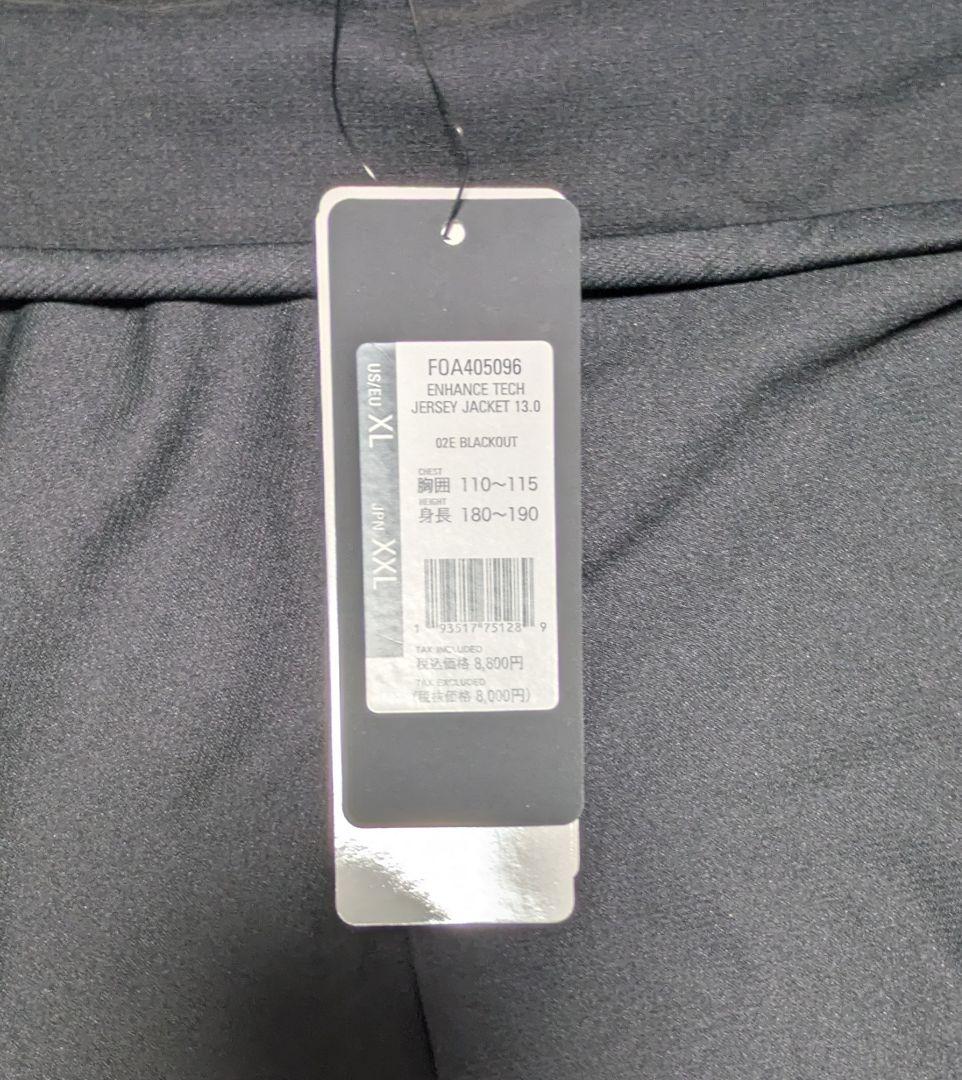 FOA405096
ENHANCE TECH
JERSEY JACKET 13.0
02E BLACKOUT
CHEST
胸囲 110～115
HEIGHT
身長 180～190
US/EU XL JPN XXL
1 93517 75128 9
TAX INCLUDED
税込価格 8,800円
TAX EXCLUDED
(税抜価格 8,000円)